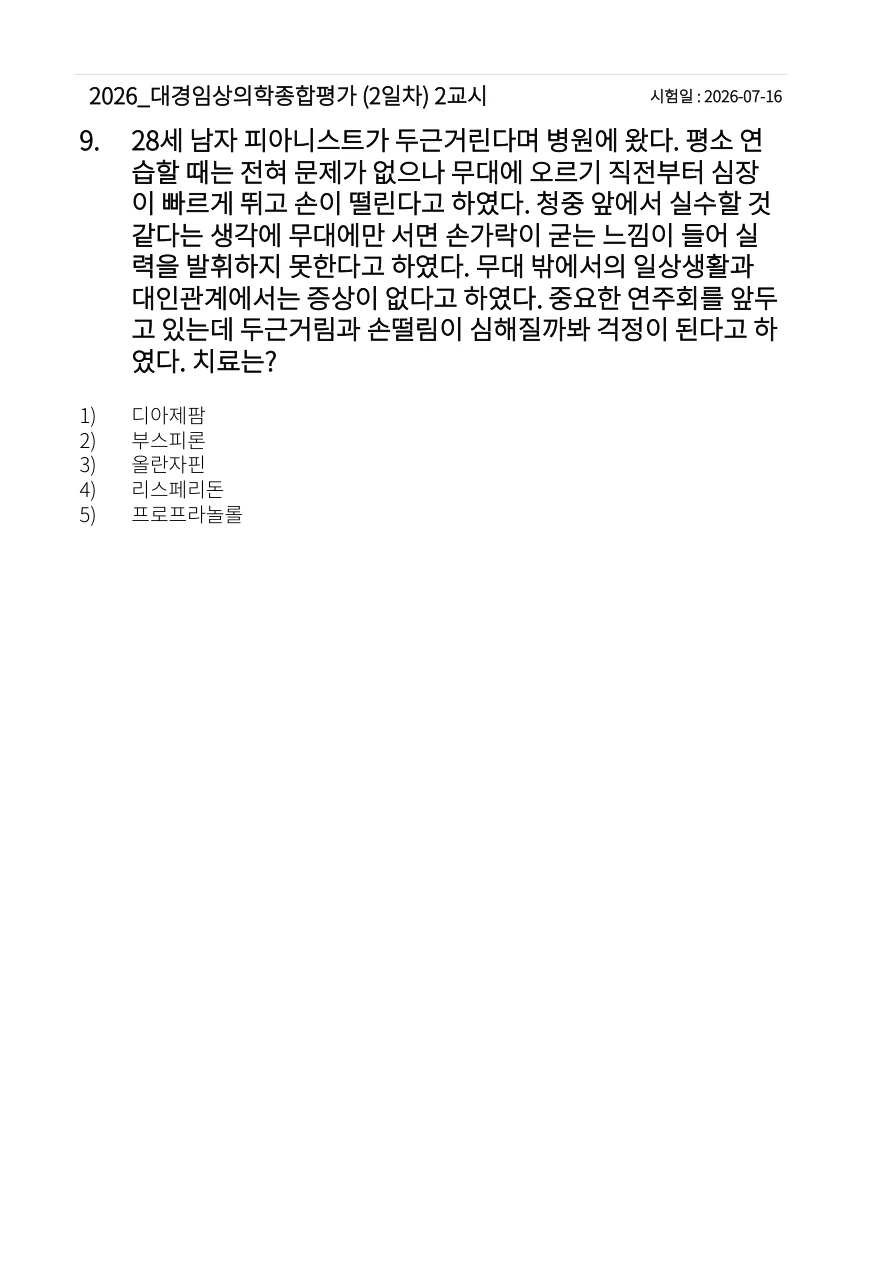 2026_대경임상의학종합평가 (2일차) 2교시
시험일 : 2026-07-16
9. 28세 남자 피아니스트가 두근거린다며 병원에 왔다. 평소 연
습할 때는 전혀 문제가 없으나 무대에 오르기 직전부터 심장
이 빠르게 뛰고 손이 떨린다고 하였다. 청중 앞에서 실수할 것
같다는 생각에 무대에만 서면 손가락이 굳는 느낌이 들어 실
력을 발휘하지 못한다고 하였다. 무대 밖에서의 일상생활과
대인관계에서는 증상이 없다고 하였다. 중요한 연주회를 앞두
고 있는데 두근거림과 손떨림이 심해질까봐 걱정이 된다고 하
였다. 치료는?
1) 디아제팜
2) 부스피론
3) 올란자핀
4) 리스페리돈
5) 프로프라놀롤